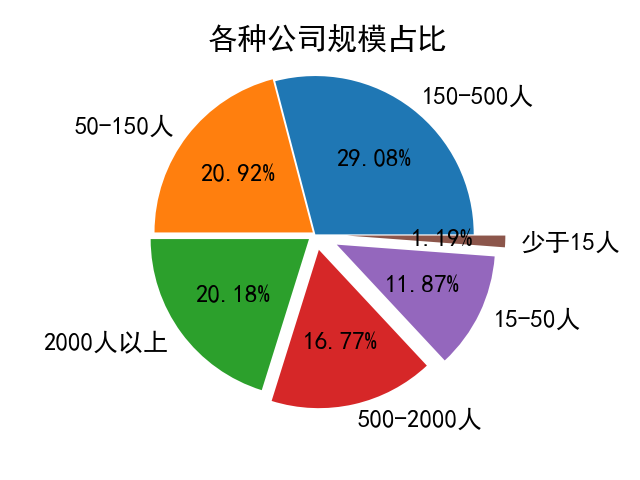 各种公司规模占比
150-500人
50-150人
29.08%
20.92%
1.19%
少于15人
11.87%
20.18%
15-50人
16.77%
2000人以上
500-2000人